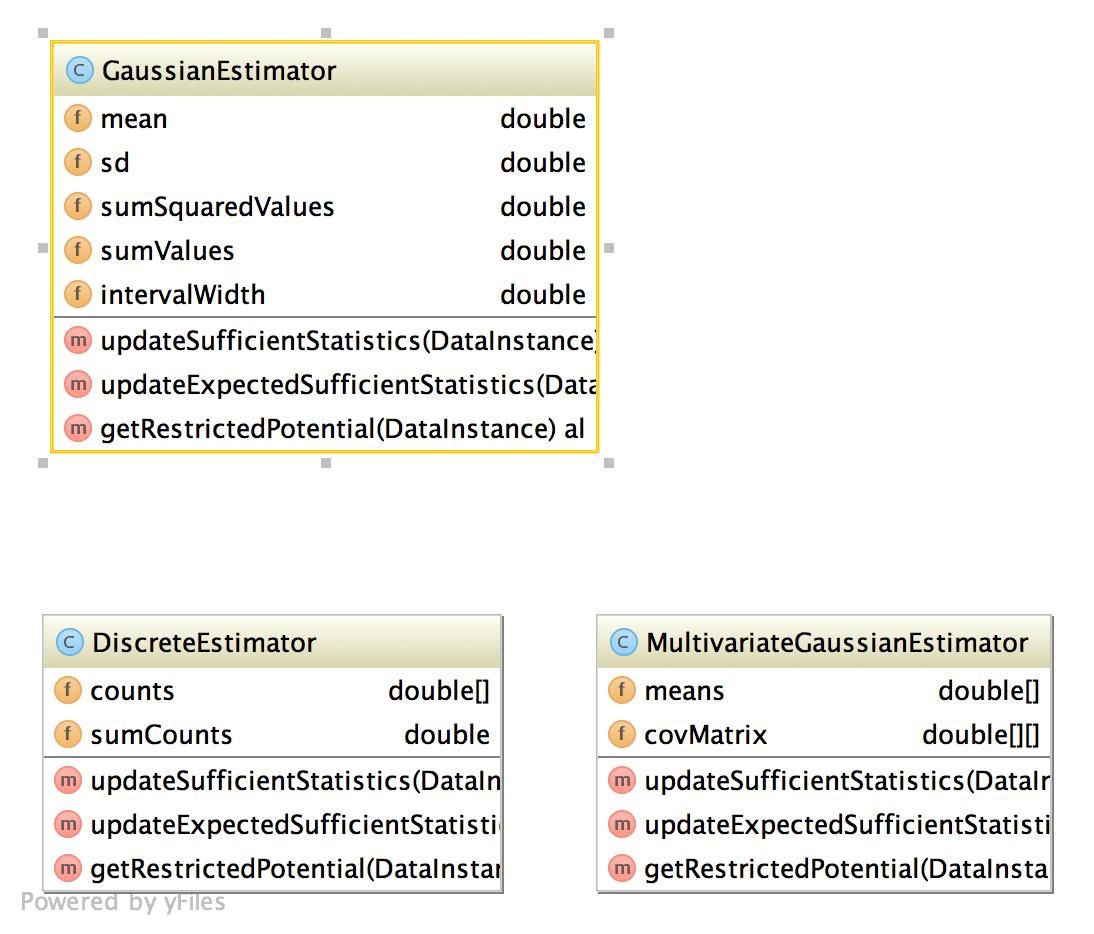 C GaussianEstimator
f mean double
f sd double
f sumSquaredValues double
f sumValues double
f intervalWidth double
m updateSufficientStatistics(DataInstance)
m updateExpectedSufficientStatistics(Data
m getRestrictedPotential(DataInstance) al
C DiscreteEstimator
f counts double[]
f sumCounts double
m updateSufficientStatistics(DataIn
m updateExpectedSufficientStatisti
m getRestrictedPotential(DataInstar
C MultivariateGaussianEstimator
f means double[]
f covMatrix double[][]
m updateSufficientStatistics(DataIr
m updateExpectedSufficientStatisti
m getRestrictedPotential(DataInsta
Powered by yFiles